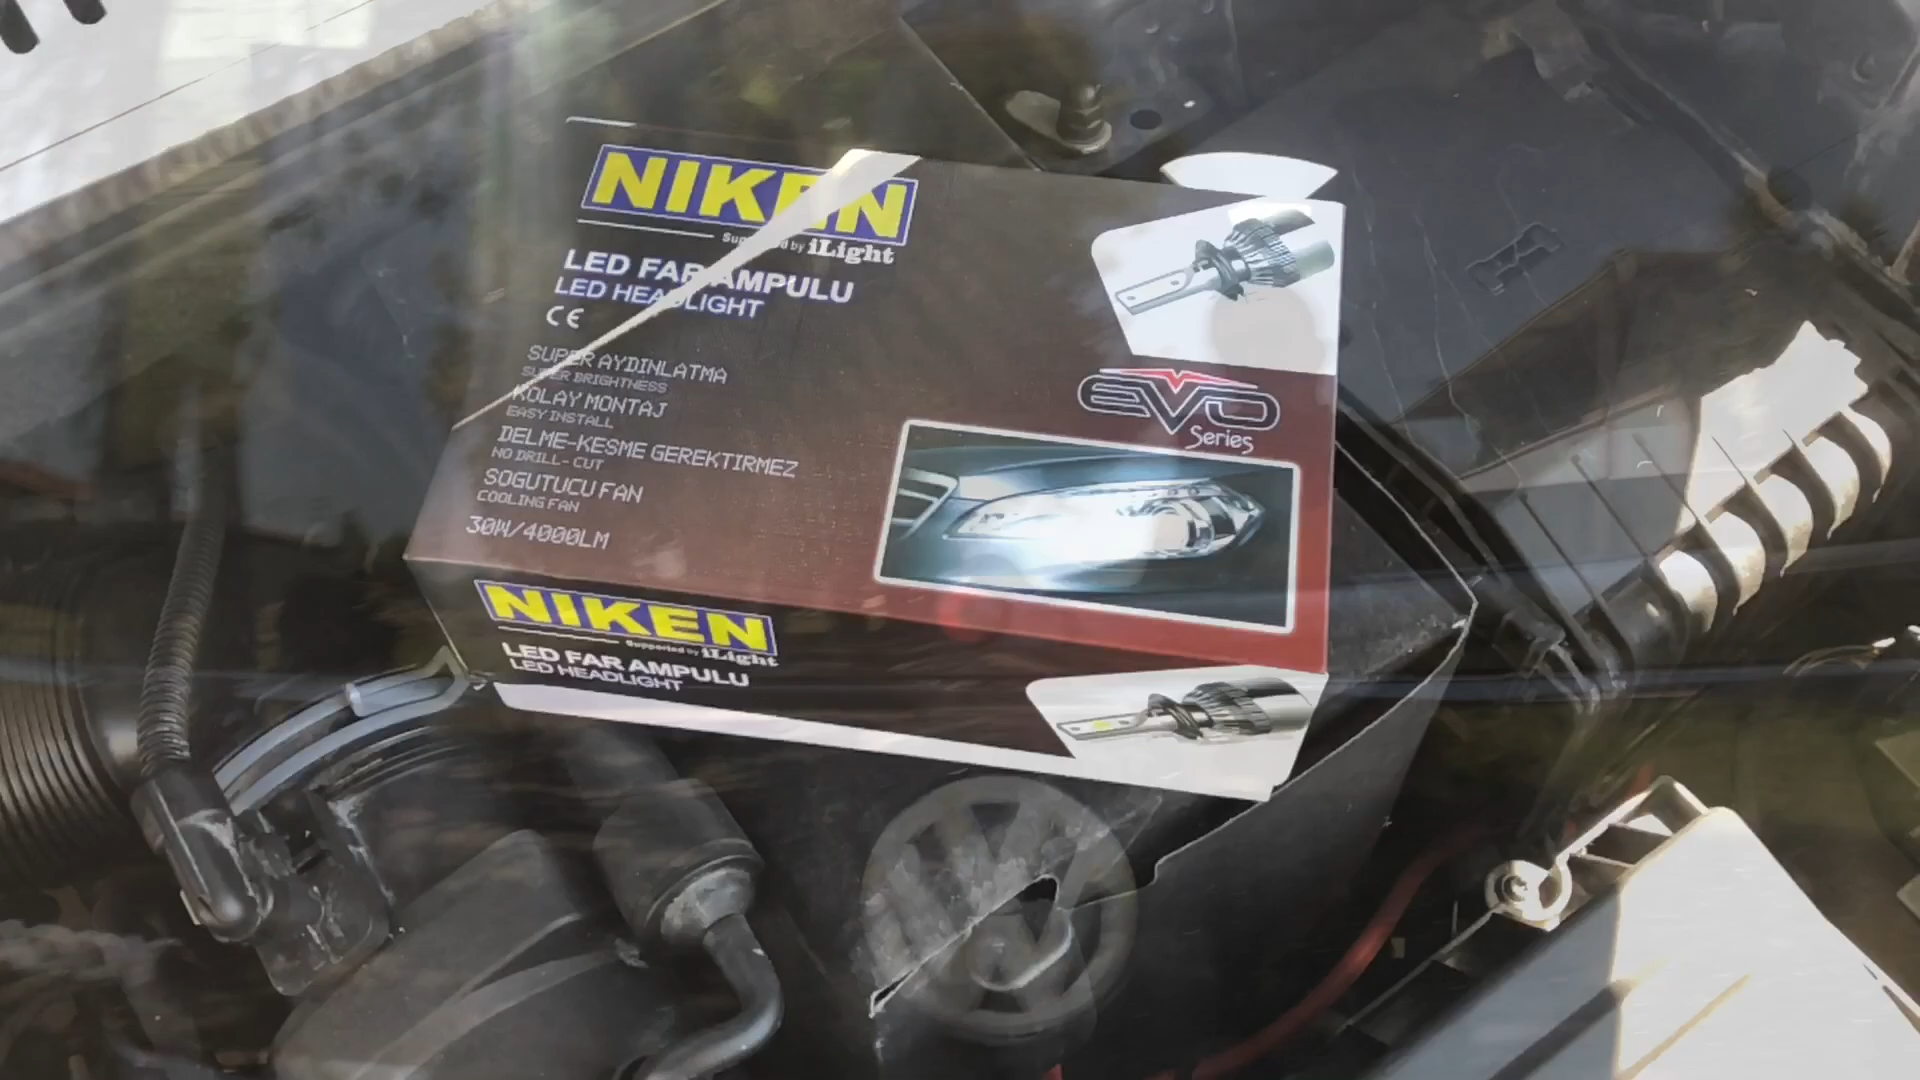 NIKEN
Supported by iLight
LED FAR AMPULU
LED HEADLIGHT
CE
SUPER AYDINLATMA
SUPER BRIGHTNESS
KOLAY MONTAJ
EASY INSTALL
DELME-KESME GEREKTIRMEZ
NO DRILL- CUT
SOGUTUCU FAN
COOLING FAN
30W/4000LM
EVO
Series
NIKEN
Supported by iLight
LED FAR AMPULU
LED HEADLIGHT